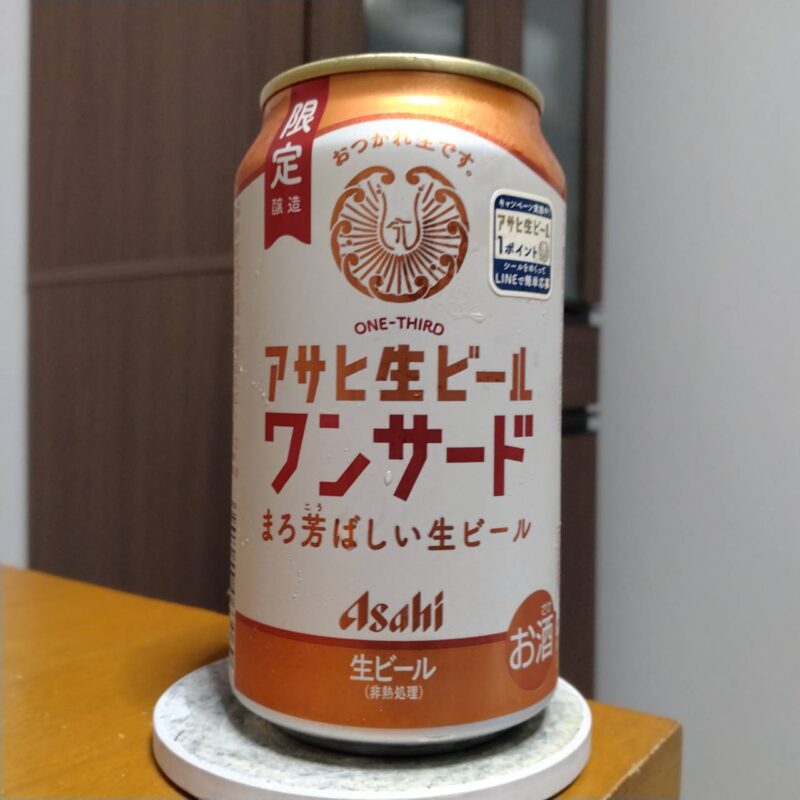 限定
醸造
おつかれ生です。
キャンペーン実施中!
アサヒ生ビール
1ポイント
シールをめくって
LINEで簡単応募
ONE-THIRD
アサヒ生ビール
ワンサード
こう
まろ芳ばしい生ビール
Asahi
さけ
お酒
生ビール
(非熱処理)